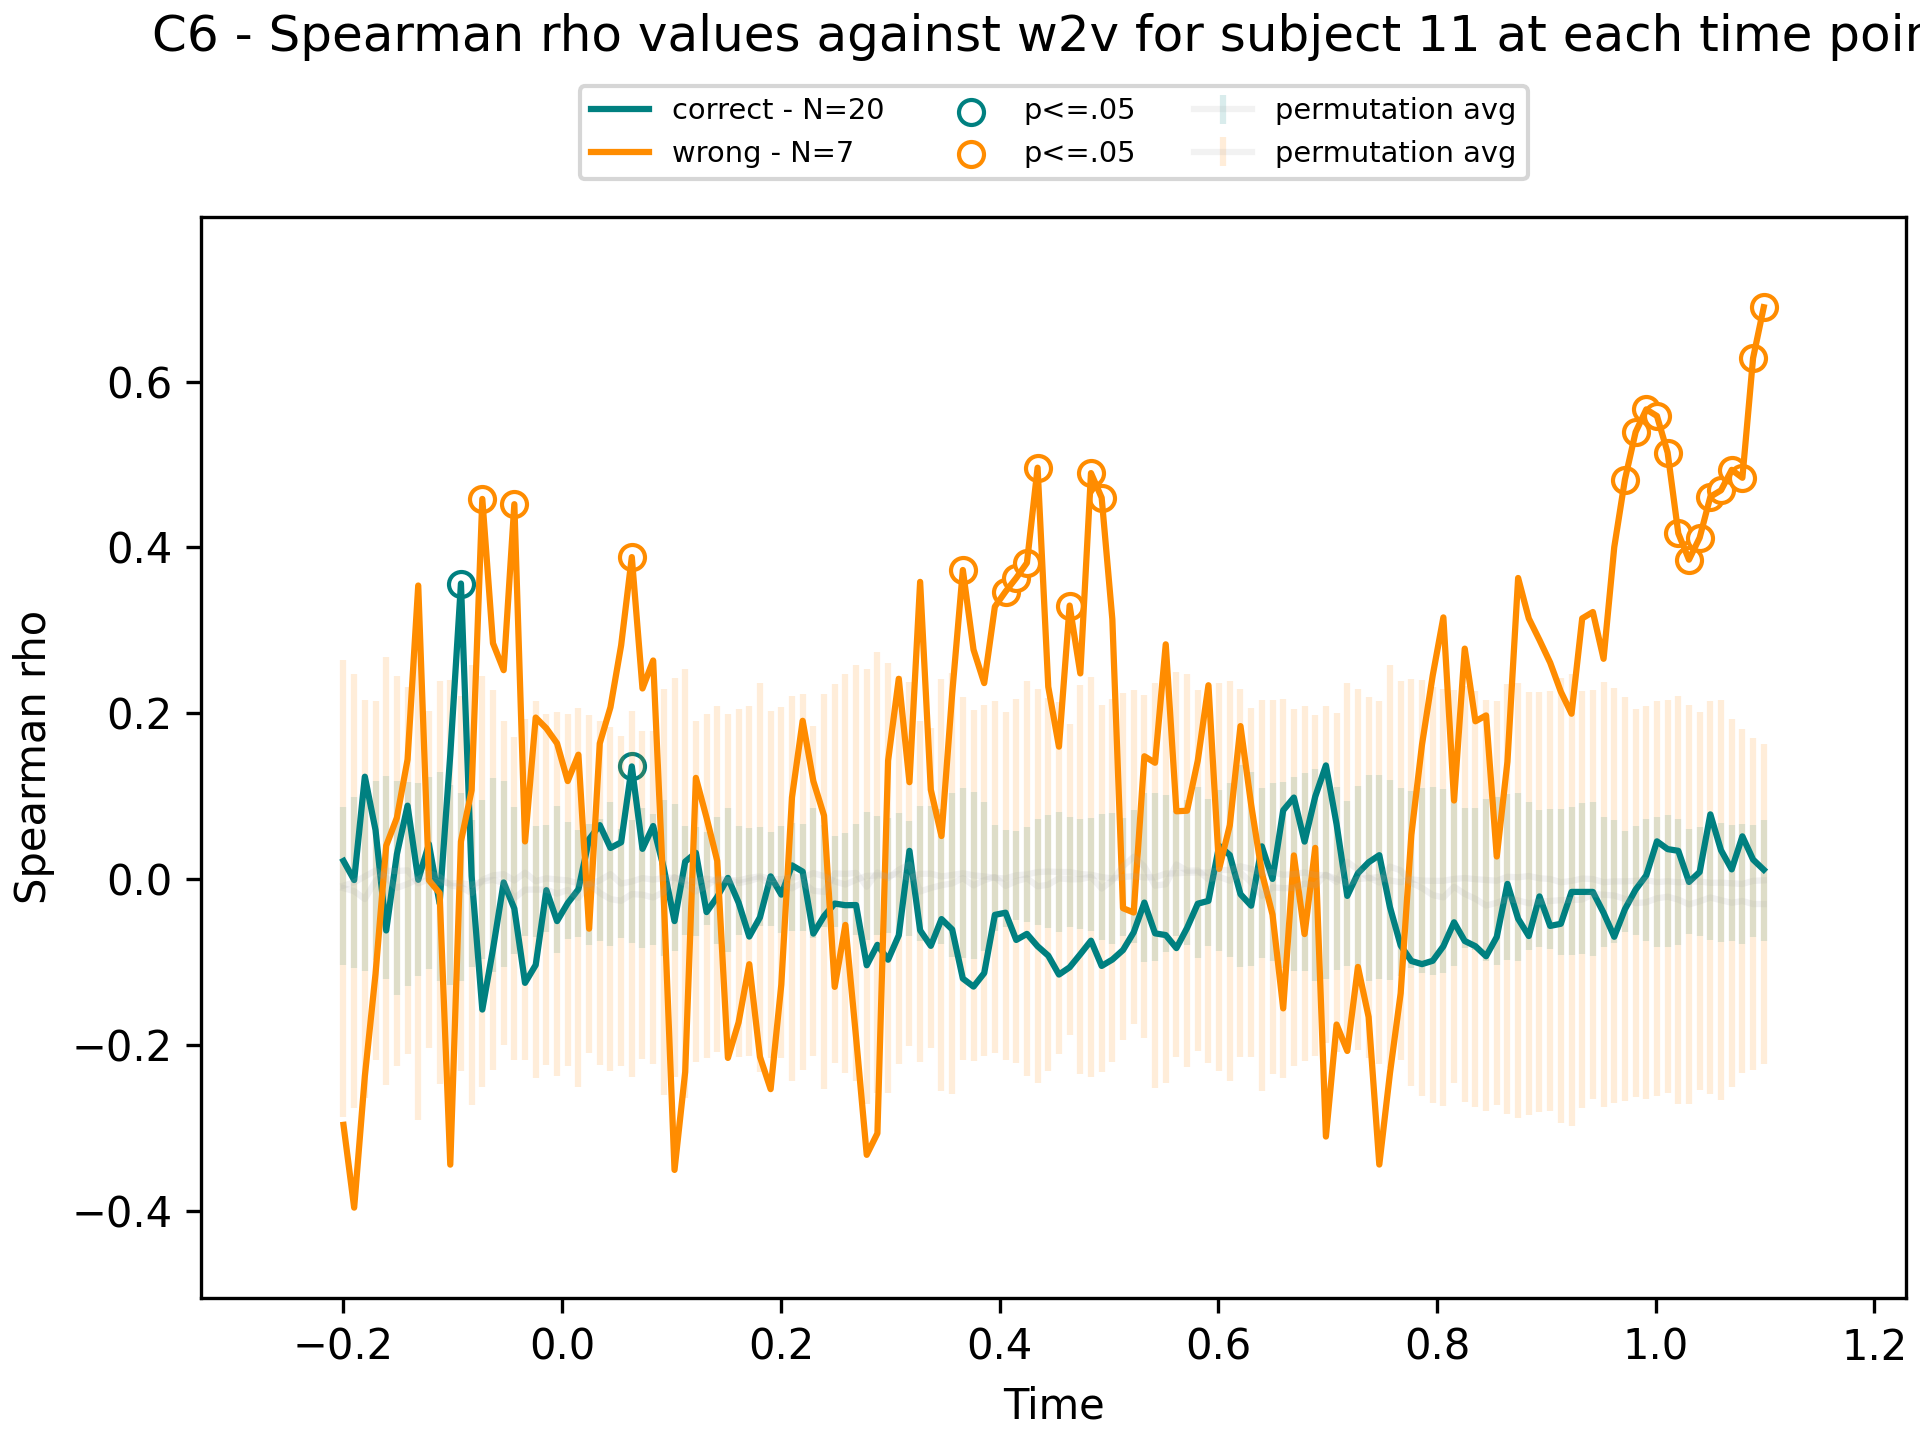 C6 - Spearman rho values against w2v for subject 11 at each time
correct - N=20
wrong - N=7
p<=.05
p<=.05
permutation avg
permutation avg
Spearman rho
0.6
0.4
0.2
0.0
−0.2
−0.4
−0.2 0.0 0.2 0.4 0.6 0.8 1.0 1.2
Time